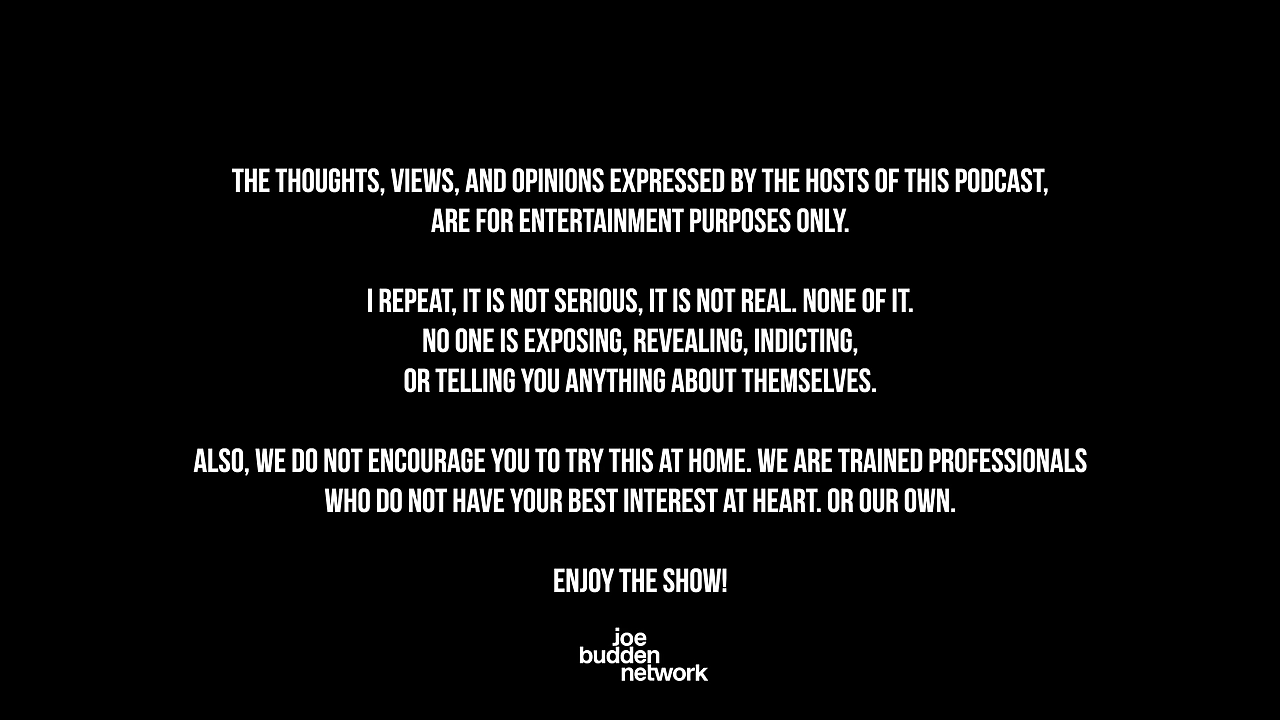 THE THOUGHTS, VIEWS, AND OPINIONS EXPRESSED BY THE HOSTS OF THIS PODCAST,
ARE FOR ENTERTAINMENT PURPOSES ONLY.
I REPEAT, IT IS NOT SERIOUS, IT IS NOT REAL. NONE OF IT.
NO ONE IS EXPOSING, REVEALING, INDICTING,
OR TELLING YOU ANYTHING ABOUT THEMSELVES.
ALSO, WE DO NOT ENCOURAGE YOU TO TRY THIS AT HOME. WE ARE TRAINED PROFESSIONALS
WHO DO NOT HAVE YOUR BEST INTEREST AT HEART. OR OUR OWN.
ENJOY THE SHOW!
joe
budden
network